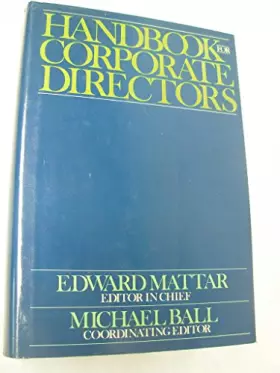 HANDBOOK FOR
CORPORATE
DIRECTORS
EDWARD MATTAR
EDITOR IN CHIEF
MICHAEL BALL
COORDINATING EDITOR